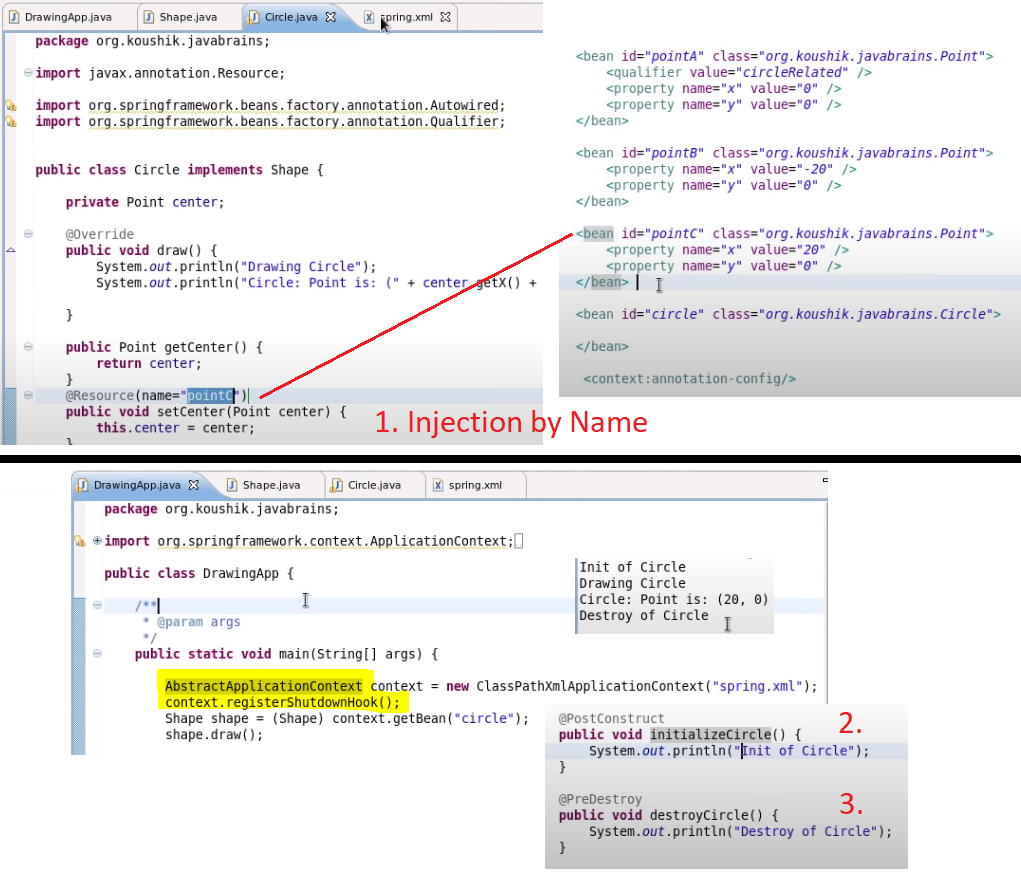 DrawingApp.java
Shape.java
Circle.java
spring.xml
package org.koushik.javabrains;
import javax.annotation.Resource;
import org.springframework.beans.factory.annotation.Autowired;
import org.springframework.beans.factory.annotation.Qualifier;
public class Circle implements Shape {
private Point center;
@Override
public void draw() {
System.out.println("Drawing Circle");
System.out.println("Circle: Point is: (" + center.getX() +
}
public Point getCenter() {
return center;
}
@Resource(name="pointC")
public void setCenter(Point center) {
this.center = center;
}
<bean id="pointA" class="org.koushik.javabrains.Point">
<qualifier value="circleRelated" />
<property name="x" value="0" />
<property name="y" value="0" />
</bean>
<bean id="pointB" class="org.koushik.javabrains.Point">
<property name="x" value="-20" />
<property name="y" value="0" />
</bean>
<bean id="pointC" class="org.koushik.javabrains.Point">
<property name="x" value="20" />
<property name="y" value="0" />
</bean>
<bean id="circle" class="org.koushik.javabrains.Circle">
</bean>
<context:annotation-config/>
1. Injection by Name
DrawingApp.java
Shape.java
Circle.java
spring.xml
package org.koushik.javabrains;
import org.springframework.context.ApplicationContext;
public class DrawingApp {
/**
* @param args
*/
public static void main(String[] args) {
AbstractApplicationContext context = new ClassPathXmlApplicationContext("spring.xml");
context.registerShutdownHook();
Shape shape = (Shape) context.getBean("circle");
shape.draw();
Init of Circle
Drawing Circle
Circle: Point is: (20, 0)
Destroy of Circle
@PostConstruct
2.
public void initializeCircle() {
System.out.println("Init of Circle");
}
@PreDestroy
3.
public void destroyCircle() {
System.out.println("Destroy of Circle");
}